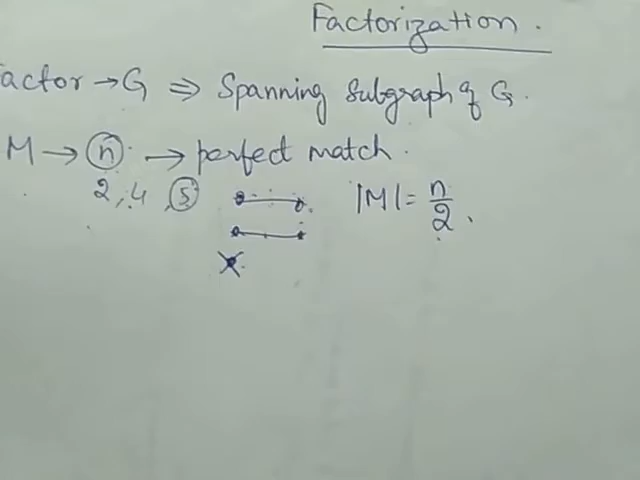 Factorization.
actor → G ⇒ Spanning Subgraph of G.
M → n → perfect match.
2, 4, 5 |M| = n/2.